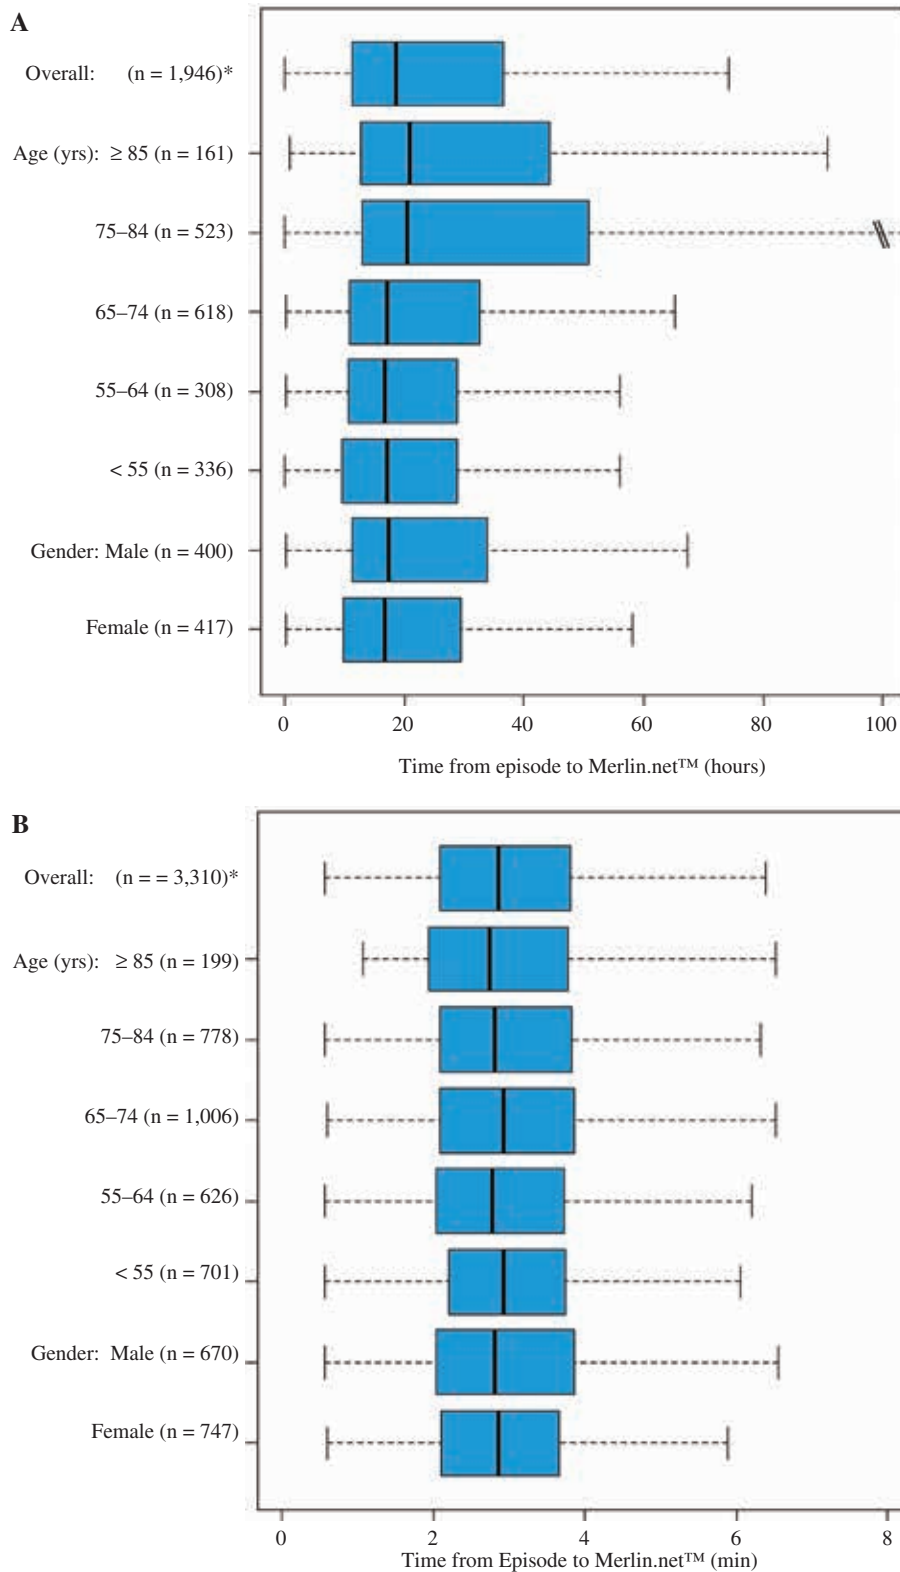 A
Overall: (n = 1,946)*
Age (yrs): ≥ 85 (n = 161)
75–84 (n = 523)
65–74 (n = 618)
55–64 (n = 308)
< 55 (n = 336)
Gender: Male (n = 400)
Female (n = 417)
0 20 40 60 80 100
Time from episode to Merlin.net™ (hours)
B
Overall: (n = = 3,310)*
Age (yrs): ≥ 85 (n = 199)
75–84 (n = 778)
65–74 (n = 1,006)
55–64 (n = 626)
< 55 (n = 701)
Gender: Male (n = 670)
Female (n = 747)
0 2 4 6 8
Time from Episode to Merlin.net™ (min)